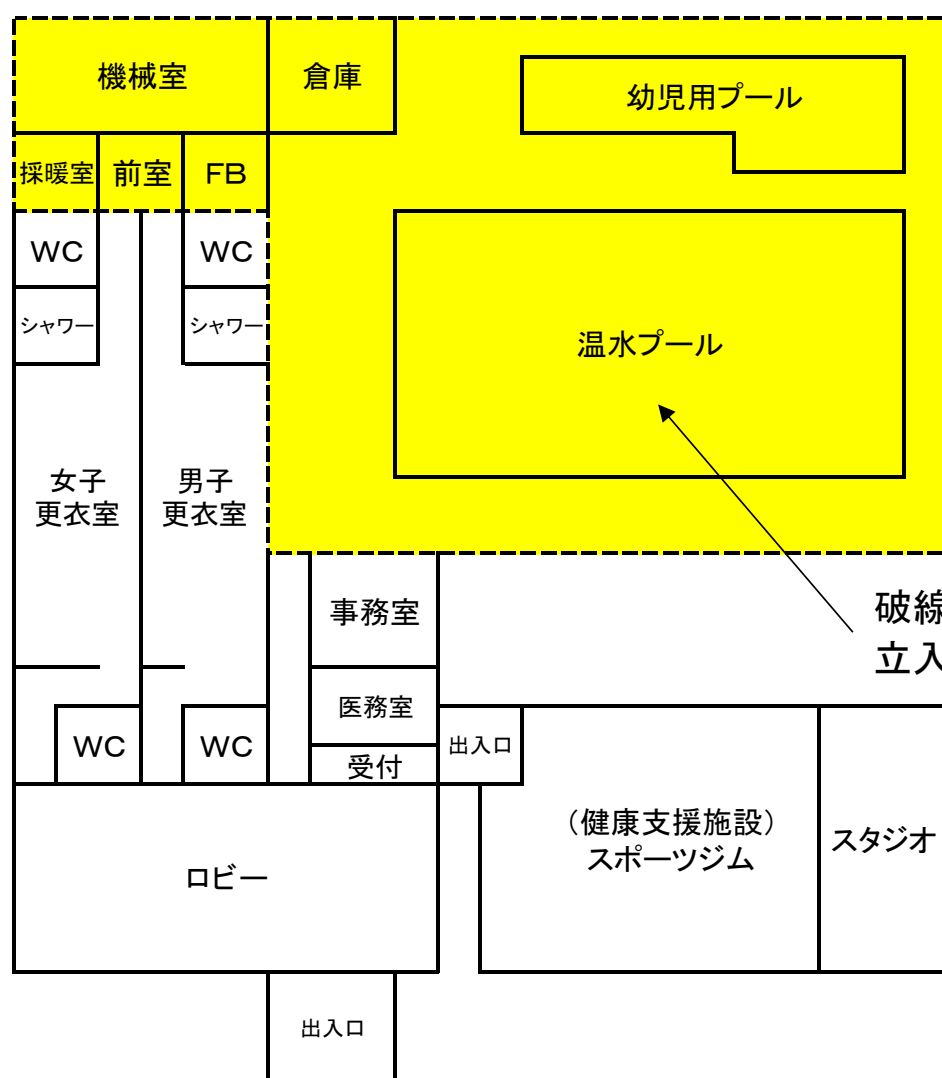 機械室
倉庫
幼児用プール
採暖室
前室
FB
WC
WC
シャワー
シャワー
温水プール
女子
更衣室
男子
更衣室
事務室
破線
立入
医務室
WC
WC
受付
出入口
(健康支援施設)
スポーツジム
スタジオ
ロビー
出入口